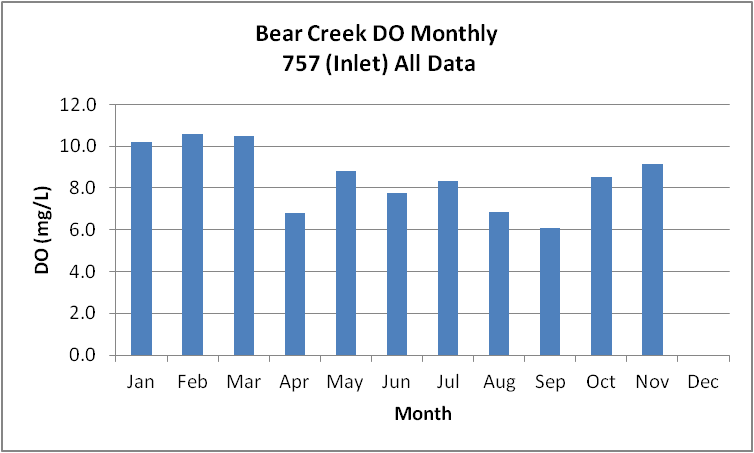 Bear Creek DO Monthly
757 (Inlet) All Data
DO (mg/L)
12.0
10.0
8.0
6.0
4.0
2.0
0.0
Jan Feb Mar Apr May Jun Jul Aug Sep Oct Nov Dec
Month